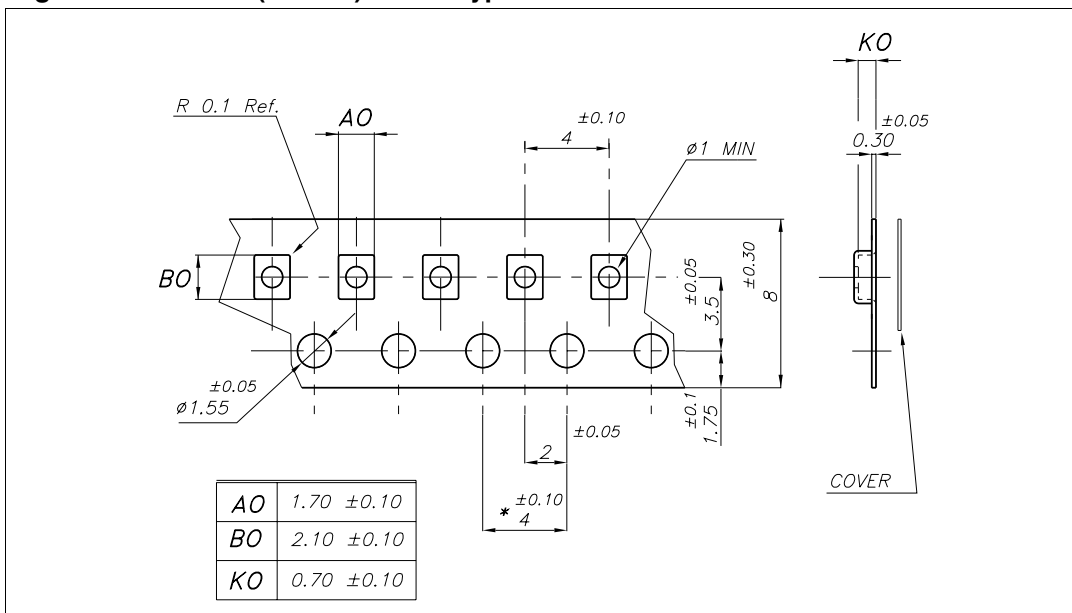 KO
R 0.1 Ref.
AO
±0.10
4
ø1 MIN
±0.05
0.30
BO
±0.05
3.5
±0.30
8
±0.05
ø1.55
±0.1
1.75
±0.05
2
±0.10
* 4
COVER
AO 1.70 ±0.10
BO 2.10 ±0.10
KO 0.70 ±0.10